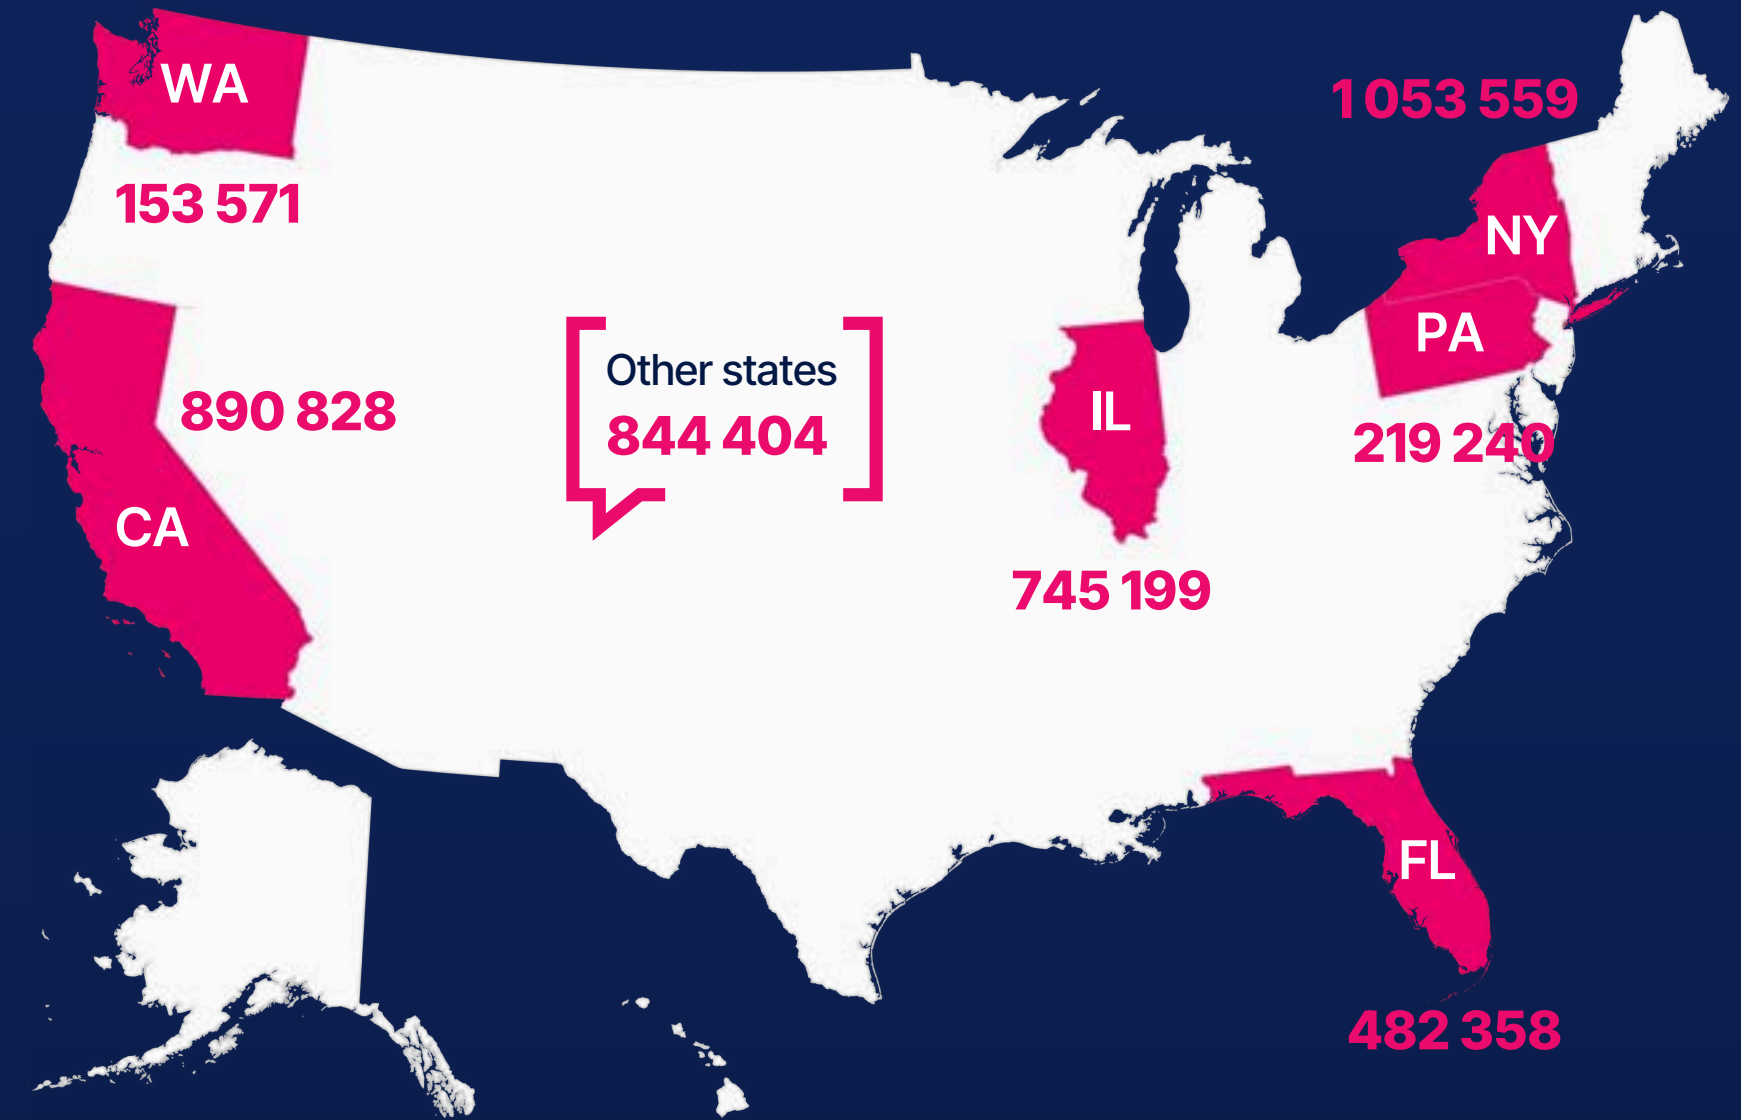 WA
153 571
1 053 559
NY
PA
219 240
890 828
CA
Other states
844 404
IL
745 199
FL
482 358